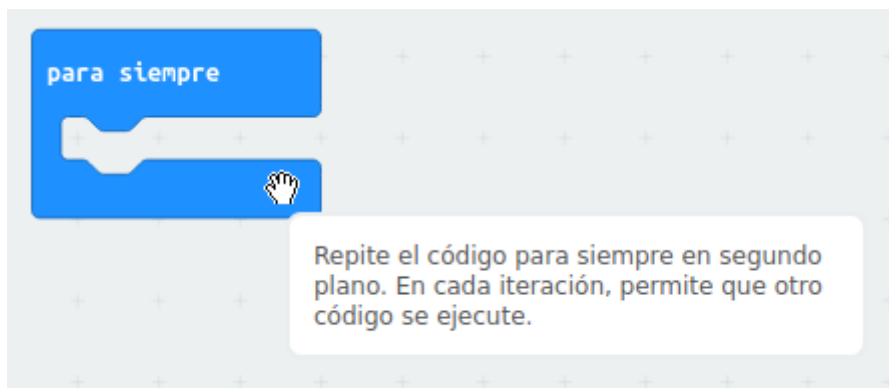 para siempre
Repite el código para siempre en segundo
plano. En cada iteración, permite que otro
código se ejecute.